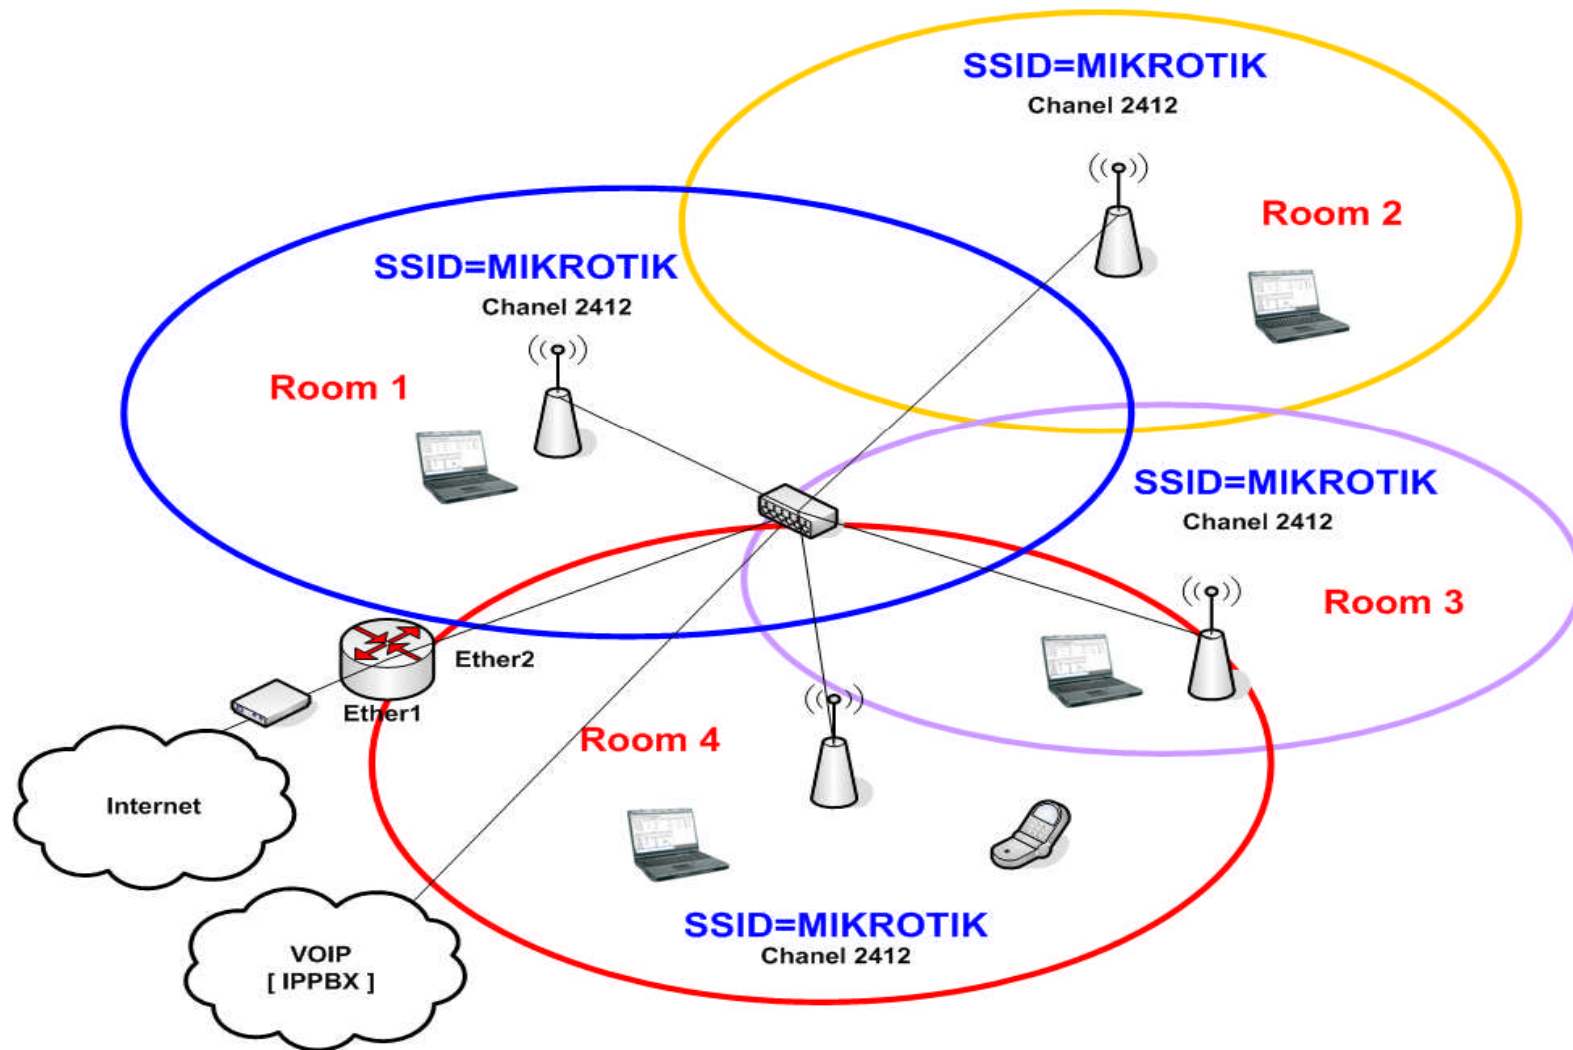 SSID=MIKROTIK
Chanel 2412
Room 2
SSID=MIKROTIK
Chanel 2412
Room 1
SSID=MIKROTIK
Chanel 2412
Room 3
Ether2
Ether1
Room 4
Internet
SSID=MIKROTIK
Chanel 2412
VOIP
[ IPPBX ]